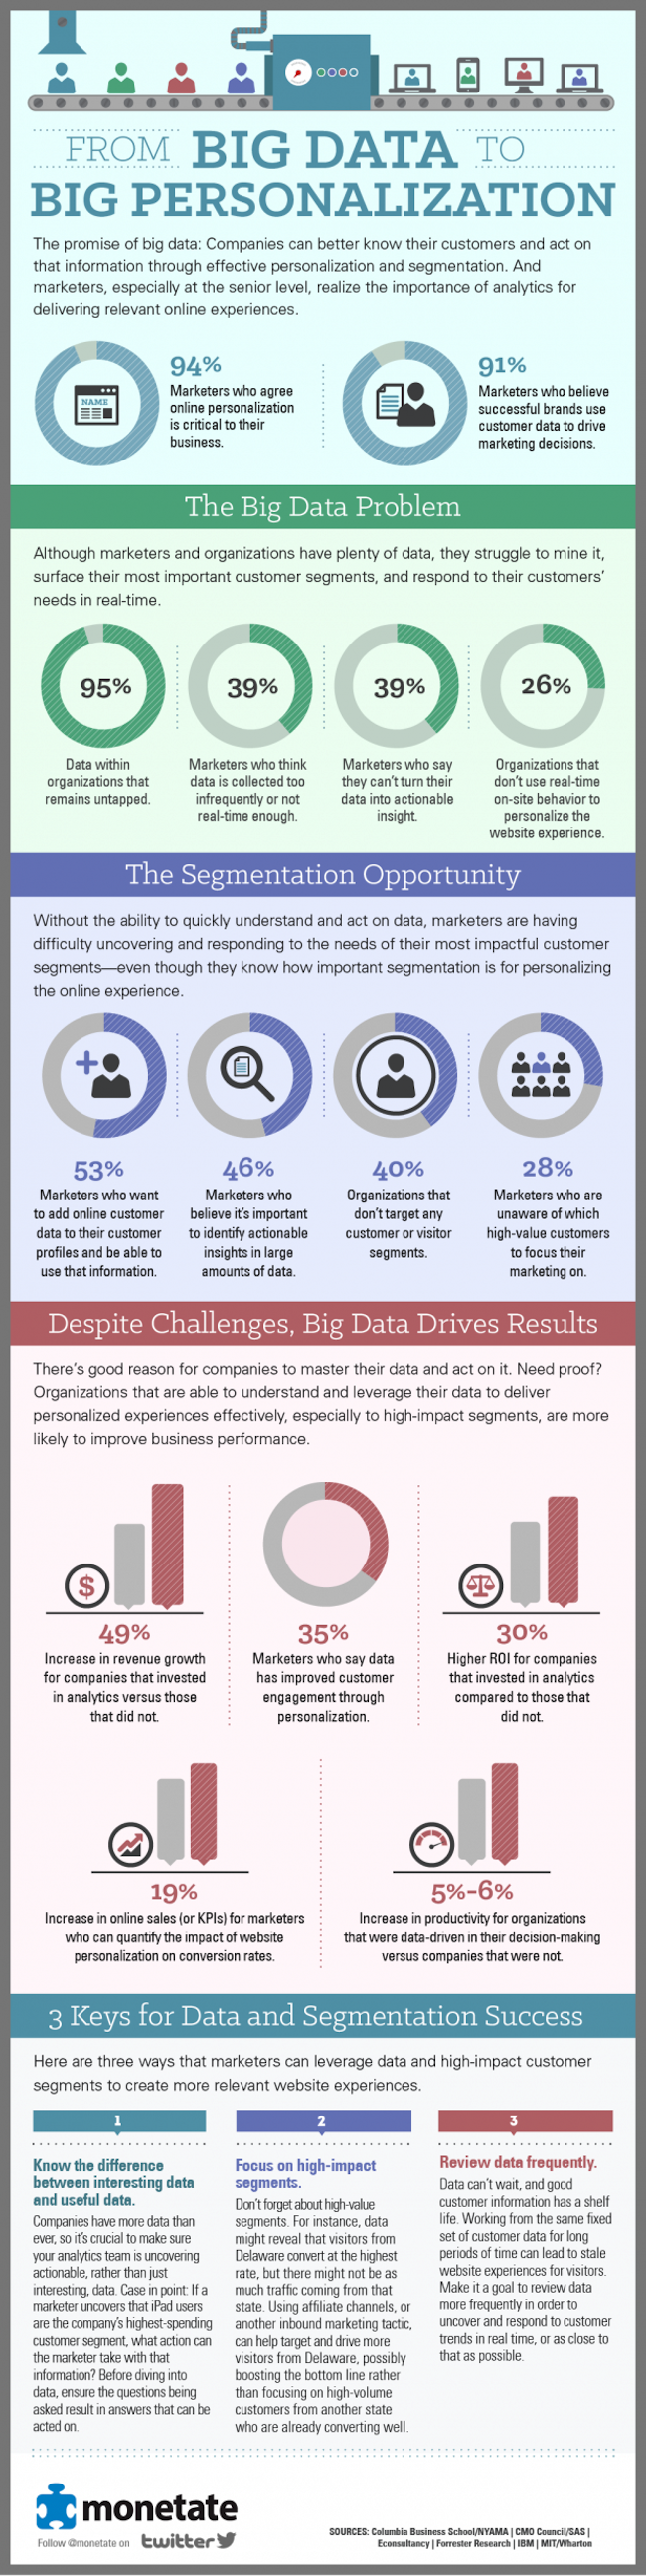 FROM BIG DATA TO
BIG PERSONALIZATION
The promise of big data: Companies can better know their customers and act on
that information through effective personalization and segmentation. And
marketers, especially at the senior level, realize the importance of analytics for
delivering relevant online experiences.
NAME
94%
Marketers who agree
online personalization
is critical to their
business.
91%
Marketers who believe
successful brands use
customer data to drive
marketing decisions.
The Big Data Problem
Although marketers and organizations have plenty of data, they struggle to mine it,
surface their most important customer segments, and respond to their customers’
needs in real-time.
95%
Data within
organizations that
remains untapped.
39%
Marketers who think
data is collected too
infrequently or not
real-time enough.
39%
Marketers who say
they can’t turn their
data into actionable
insight.
26%
Organizations that
don’t use real-time
on-site behavior to
personalize the
website experience.
The Segmentation Opportunity
Without the ability to quickly understand and act on data, marketers are having
difficulty uncovering and responding to the needs of their most impactful customer
segments—even though they know how important segmentation is for personalizing
the online experience.
53%
Marketers who want
to add online customer
data to their customer
profiles and be able to
use that information.
46%
Marketers who
believe it’s important
to identify actionable
insights in large
amounts of data.
40%
Organizations that
don’t target any
customer or visitor
segments.
28%
Marketers who are
unaware of which
high-value customers
to focus their
marketing on.
Despite Challenges, Big Data Drives Results
There’s good reason for companies to master their data and act on it. Need proof?
Organizations that are able to understand and leverage their data to deliver
personalized experiences effectively, especially to high-impact segments, are more
likely to improve business performance.
$
49%
Increase in revenue growth
for companies that invested
in analytics versus those
that did not.
35%
Marketers who say data
has improved customer
engagement through
personalization.
30%
Higher ROI for companies
that invested in analytics
compared to those that
did not.
19%
Increase in online sales (or KPIs) for marketers
who can quantify the impact of website
personalization on conversion rates.
5%-6%
Increase in productivity for organizations
that were data-driven in their decision-making
versus companies that were not.
3 Keys for Data and Segmentation Success
Here are three ways that marketers can leverage data and high-impact customer
segments to create more relevant website experiences.
1
Know the difference
between interesting data
and useful data.
Companies have more data than
ever, so it’s crucial to make sure
your analytics team is uncovering
actionable, rather than just
interesting, data. Case in point: If a
marketer uncovers that iPad users
are the company’s highest-spending
customer segment, what action can
the marketer take with that
information? Before diving into
data, ensure the questions being
asked result in answers that can be
acted on.
2
Focus on high-impact
segments.
Don’t forget about high-value
segments. For instance, data
might reveal that visitors from
Delaware convert at the highest
rate, but there might not be as
much traffic coming from that
state. Using affiliate channels, or
another inbound marketing tactic,
can help target and drive more
visitors from Delaware, possibly
boosting the bottom line rather
than focusing on high-volume
customers from another state
who are already converting well.
3
Review data frequently.
Data can’t wait, and good
customer information has a shelf
life. Working from the same fixed
set of customer data for long
periods of time can lead to stale
website experiences for visitors.
Make it a goal to review data
more frequently in order to
uncover and respond to customer
trends in real time, or as close to
that as possible.
monetate
Follow @monetate on twitter
SOURCES: Columbia Business School/NYAMA | CMO Council/SAS |
Econsultancy | Forrester Research | IBM | MIT/Wharton